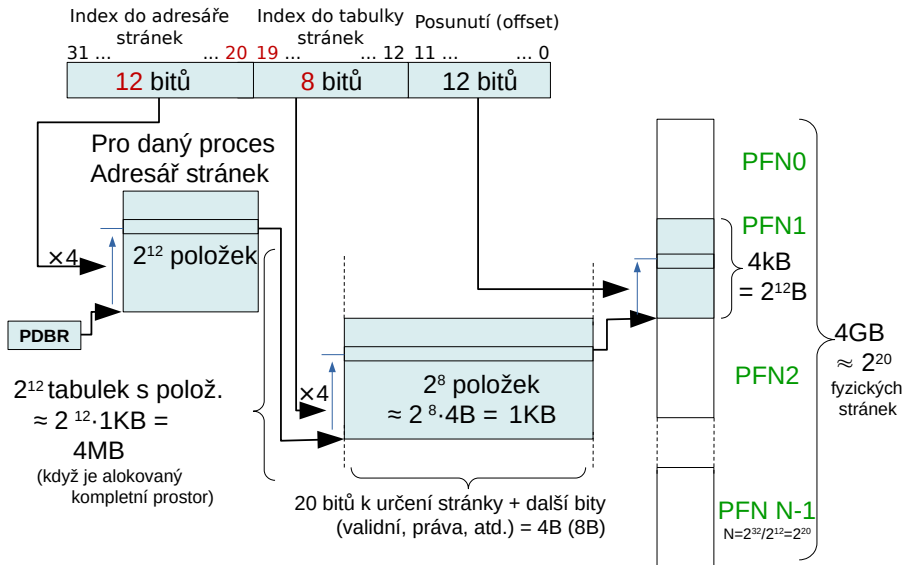 Index do adresáře
stránek
Index do tabulky
stránek
Posunutí (offset)
31 ... ... 20 19 ... ... 12 11 ... ... 0
12 bitů 8 bitů 12 bitů
Pro daný proces
Adresář stránek
×4
2¹² položek
PDBR
2¹² tabulek s polož.
≈ 2 ¹²·1KB =
4MB
(když je alokovaný
kompletní prostor)
×4
2⁸ položek
≈ 2 ⁸·4B = 1KB
20 bitů k určení stránky + další bity
(validní, práva, atd.) = 4B (8B)
PFN0
PFN1
4kB
= 2¹²B
PFN2
PFN N-1
N=2³²/2¹²=2²⁰
4GB
≈ 2²⁰
fyzických
stránek